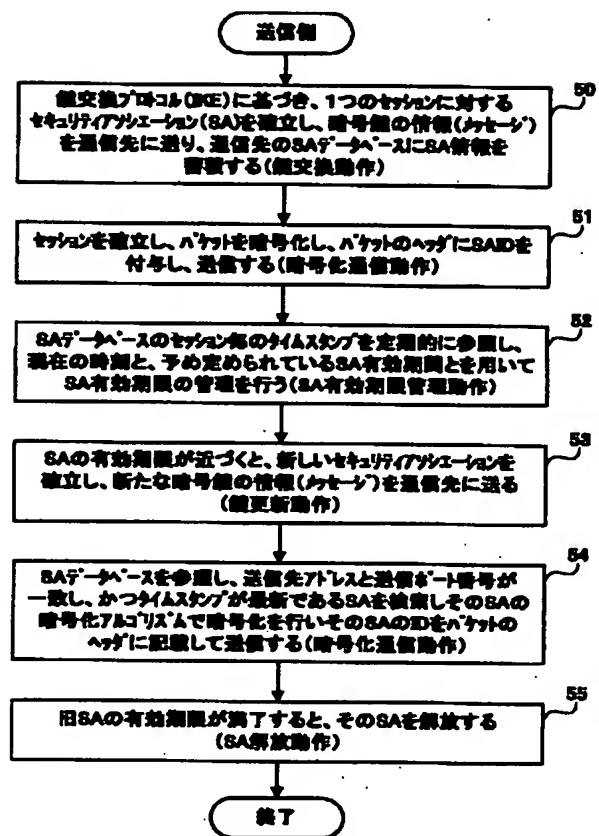 送信側
50
鍵交換プロトコル(IKE)に基づき、1つのセッションに対する
セキュリティアソシエーション(SA)を確立し、暗号鍵の情報(メッセージ)
を通信先に送り、通信先のSAデータベースにSA情報を
蓄積する(鍵交換動作)
51
セッションを確立し、パケットを暗号化し、パケットのヘッダにSAIDを
付与し、送信する(暗号化通信動作)
52
SAデータベースのセッション毎のタイムスタンプを定期的に参照し、
現在の時刻と、予め定められているSA有効期間とを用いて
SA有効期限の管理を行う(SA有効期限管理動作)
53
SAの有効期限が近づくと、新しいセキュリティアソシエーションを
確立し、新たな暗号鍵の情報(メッセージ)を通信先に送る
(鍵更新動作)
54
SAデータベースを参照し、送信先アドレスと送信ポート番号が
一致し、かつタイムスタンプが最新であるSAを検索しそのSAの
暗号化アルゴリズムで暗号化を行いそのSAのIDをパケットの
ヘッダに記載して送信する(暗号化通信動作)
55
旧SAの有効期限が満了すると、そのSAを解放する
(SA解放動作)
終了